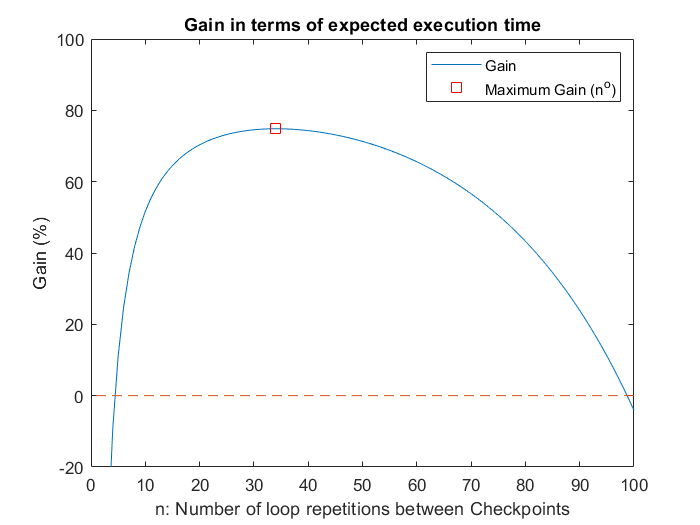 Gain in terms of expected execution time
Gain
Maximum Gain (nᵒ)
Gain (%)
100
80
60
40
20
0
-20
0 10 20 30 40 50 60 70 80 90 100
n: Number of loop repetitions between Checkpoints